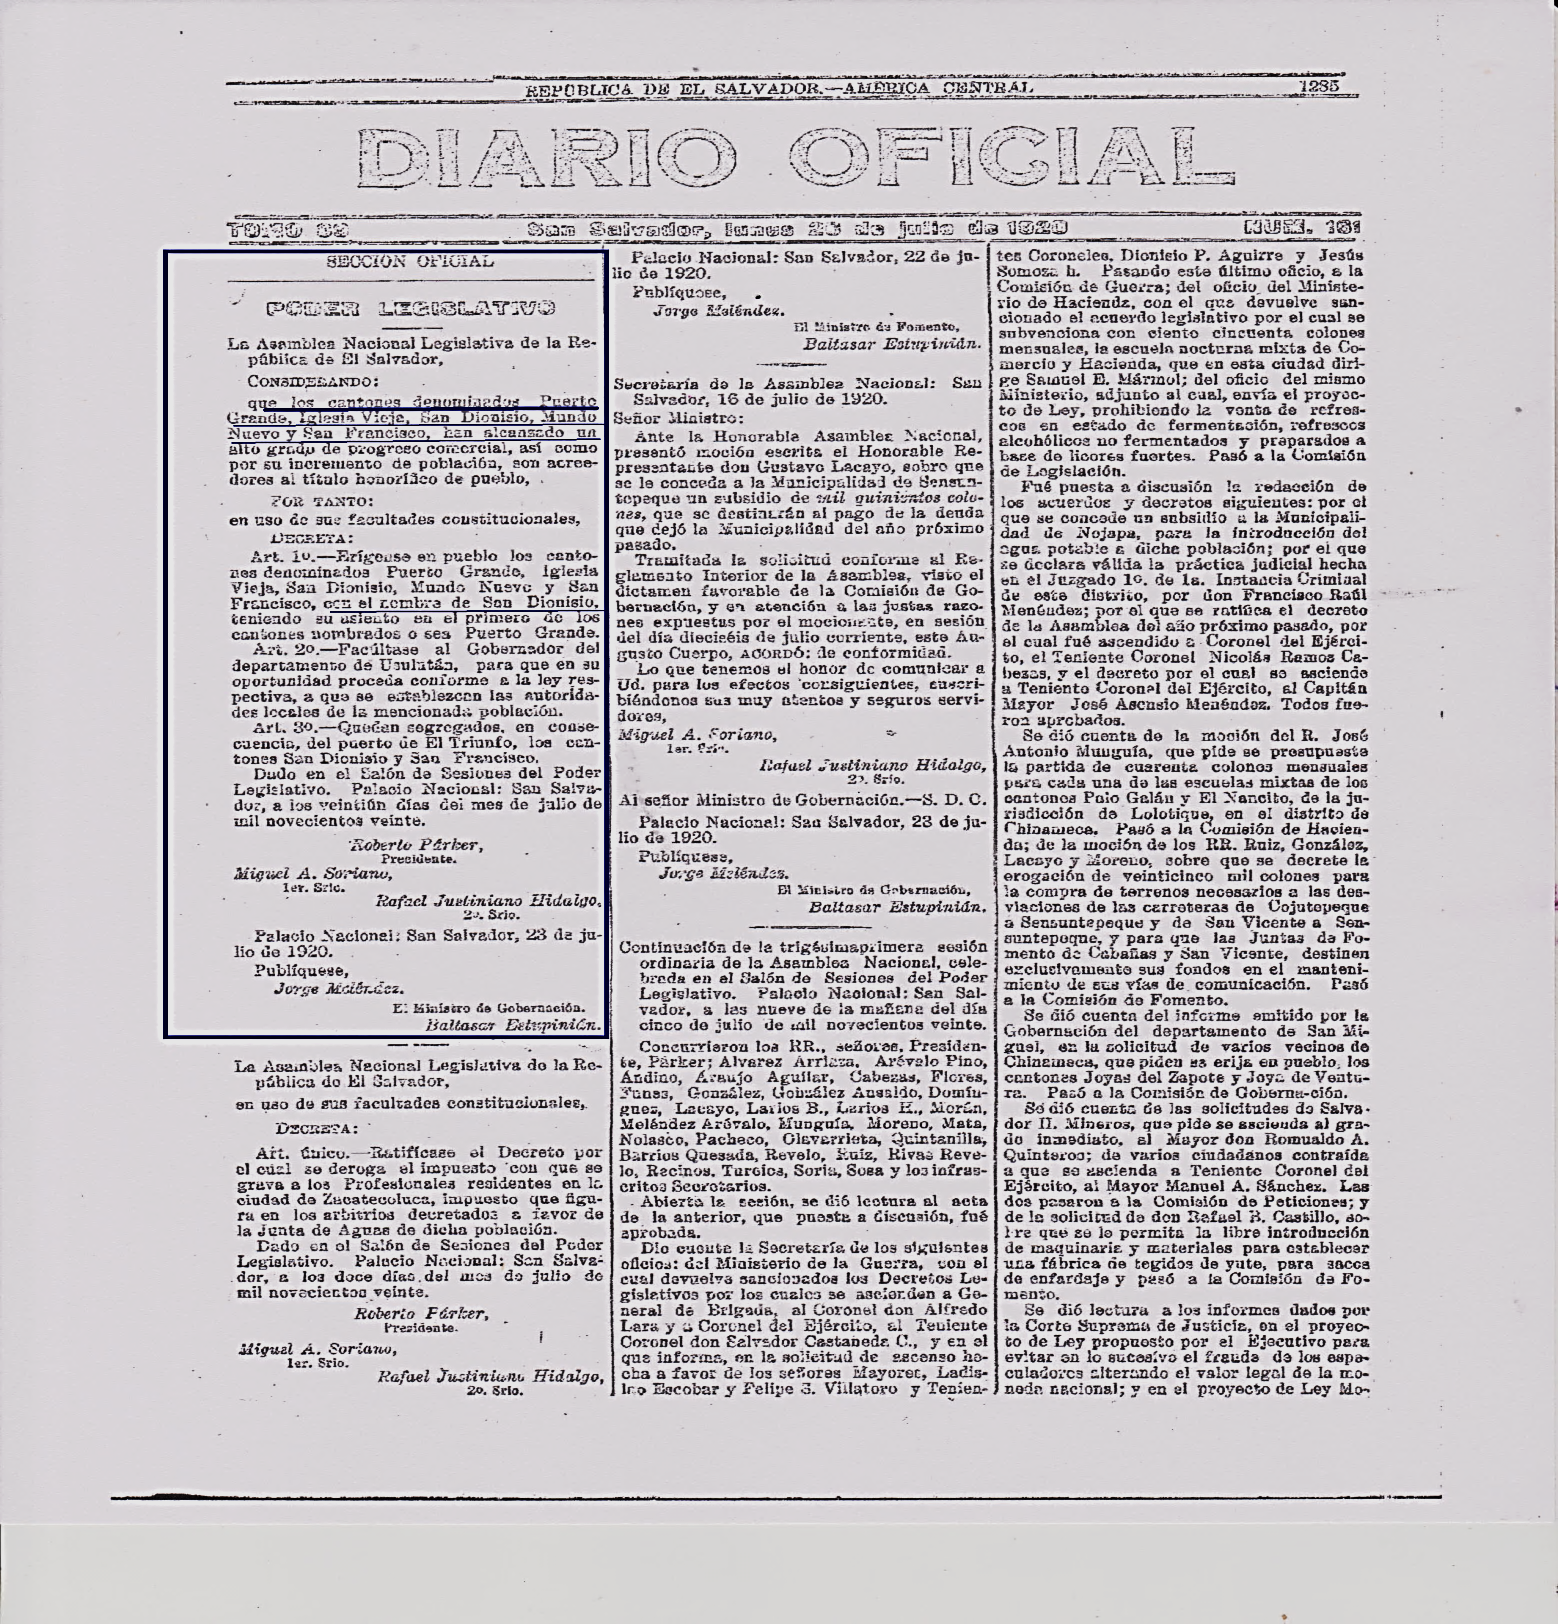 REPÚBLICA DE EL SALVADOR.—AMÉRICA CENTRAL
1285
DIARIO OFICIAL
TOMO
San Salvador, lunes de julio de 1920
NUM. 161
SECCION OFICIAL
PODER LEGISLATIVO
La Asamblea Nacional Legislativa de la Re-
pública de El Salvador,
CONSIDERANDO:
que los cantones denominados Puerto
Grande, Iglesia Vieja, San Dionisio, Mundo
Nuevo y San Francisco, han alcanzado un
alto grado de progreso comercial, así como
por su incremento de población, son acree-
dores al título honorífico de pueblo,
POR TANTO:
en uso de sus facultades constitucionales,
DECRETA:
Art. 1o.—Erígense en pueblo los canto-
nes denominados Puerto Grande, Iglesia
Vieja, San Dionisio, Mundo Nuevo y San
Francisco, con el nombre de San Dionisio,
teniendo su asiento en el primero de los
cantones nombrados o sea Puerto Grande.
Art. 2o.—Facúltase al Gobernador del
departamento de Usulután, para que en su
oportunidad proceda conforme a la ley res-
pectiva, a que se establezcan las autorida-
des locales de la mencionada población.
Art. 3o.—Quedan segregados, en conse-
cuencia, del puerto de El Triunfo, los can-
tones San Dionisio y San Francisco.
Dado en el Salón de Sesiones del Poder
Legislativo. Palacio Nacional: San Salva-
dor, a los veintiún días del mes de julio de
mil novecientos veinte.
Roberto Párker,
Presidente.
Miguel A. Soriano,
1er. Srio.
Rafael Justiniano Hidalgo,
2o. Srio.
Palacio Nacional: San Salvador, 23 de ju-
lio de 1920.
Publíquese,
Jorge Meléndez.
El Ministro de Gobernación.
Baltasar Estupinián.
La Asamblea Nacional Legislativa de la Re-
pública de El Salvador,
en uso de sus facultades constitucionales,
DECRETA:
Art. único.—Ratifícase el Decreto por
el cual se deroga el impuesto con que se
grava a los Profesionales residentes en la
ciudad de Zacatecoluca, impuesto que figu-
ra en los arbitrios decretados a favor de
la Junta de Aguas de dicha población.
Dado en el Salón de Sesiones del Poder
Legislativo. Palacio Nacional: San Salva-
dor, a los doce días del mes de julio de
mil novecientos veinte.
Roberto Párker,
Presidente.
Miguel A. Soriano,
1er. Srio.
Rafael Justiniano Hidalgo,
2o. Srio.
Palacio Nacional: San Salvador, 22 de ju-
lio de 1920.
Publíquese,
Jorge Meléndez.
El Ministro de Fomento,
Baltasar Estupinián.
Secretaría de la Asamblea Nacional: San
Salvador, 16 de julio de 1920.
Señor Ministro:
Ante la Honorable Asamblea Nacional,
presentó moción escrita el Honorable Re-
presentante don Gustavo Lacayo, sobre que
se le conceda a la Municipalidad de Sensun-
tepeque un subsidio de mil quinientos colo-
nes, que se destinarán al pago de la deuda
que dejó la Municipalidad del año próximo
pasado.
Tramitada la solicitud conforme al Re-
glamento Interior de la Asamblea, visto el
dictamen favorable de la Comisión de Go-
bernación, y en atención a las justas razo-
nes expuestas por el mocionante, en sesión
del día dieciséis de julio corriente, este Au-
gusto Cuerpo, ACORDÓ: de conformidad.
Lo que tenemos el honor de comunicar a
Ud. para los efectos consiguientes, suscri-
biéndonos sus muy atentos y seguros servi-
dores,
Miguel A. Soriano,
1er. Srio.
Rafael Justiniano Hidalgo,
2o. Srio.
Al señor Ministro de Gobernación.—S. D. C.
Palacio Nacional: San Salvador, 23 de ju-
lio de 1920.
Publíquese,
Jorge Meléndez.
El Ministro de Gobernación,
Baltasar Estupinián.
Continuación de la trigésimaprimera sesión
ordinaria de la Asamblea Nacional, cele-
brada en el Salón de Sesiones del Poder
Legislativo. Palacio Nacional: San Sal-
vador, a las nueve de la mañana del día
cinco de julio de mil novecientos veinte.
Concurrieron los RR., señores, Presiden-
te, Párker; Alvarez Arriaza, Arévalo Pino,
Andino, Araujo Aguilar, Cabezas, Flores,
Funes, González, González Ansaldo, Domín-
guez, Lacayo, Larios B., Larios H., Morán,
Meléndez Arévalo, Munguía, Moreno, Mata,
Nolasco, Pacheco, Olavarrieta, Quintanilla,
Barrios Quesada, Revelo, Ruiz, Rivas Reve-
lo, Recinos, Turcios, Soria, Sosa y los infras-
critos Secretarios.
Abierta la sesión, se dió lectura al acta
de la anterior, que puesta a discusión, fué
aprobada.
Dio cuenta la Secretaría de los siguientes
oficios: del Ministerio de la Guerra, con el
cual devuelve sancionados los Decretos Le-
gislativos por los cuales se ascienden a Ge-
neral de Brigada, al Coronel don Alfredo
Lara y a Coronel del Ejército, al Teniente
Coronel don Salvador Castaneda C., y en el
que informa, en la solicitud de ascenso he-
cha a favor de los señores Mayores, Ladis-
lao Escobar y Felipe S. Villatoro y Tenien-
tes Coroneles, Dionisio P. Aguirre y Jesús
Somoza h. Pasando este último oficio, a la
Comisión de Guerra; del oficio del Ministe-
rio de Hacienda, con el que devuelve san-
cionado el acuerdo legislativo por el cual se
subvenciona con ciento cincuenta colones
mensuales, la escuela nocturna mixta de Co-
mercio y Hacienda, que en esta ciudad diri-
ge Samuel E. Mármol; del oficio del mismo
Ministerio, adjunto al cual, envía el proyec-
to de Ley, prohibiendo la venta de refres-
cos en estado de fermentación, refrescos
alcohólicos no fermentados y preparados a
base de licores fuertes. Pasó a la Comisión
de Legislación.
Fué puesta a discusión la redacción de
los acuerdos y decretos siguientes: por el
que se concede un subsidio a la Municipali-
dad de Nejapa, para la introducción del
agua potable a dicha población; por el que
se declara válida la práctica judicial hecha
en el Juzgado 1o. de 1a. Instancia Criminal
de este distrito, por don Francisco Raúl
Menéndez; por el que se ratifica el decreto
de la Asamblea del año próximo pasado, por
el cual fué ascendido a Coronel del Ejérci-
to, el Teniente Coronel Nicolás Ramos Ca-
bezas, y el decreto por el cual se asciende
a Teniente Coronel del Ejército, al Capitán
Mayor José Ascasio Menéndez. Todos fue-
ron aprobados.
Se dió cuenta de la moción del R. José
Antonio Munguía, que pide se presupueste
la partida de cuarenta colones mensuales
para cada una de las escuelas mixtas de los
cantones Palo Galán y El Nancito, de la ju-
risdicción de Lolotique, en el distrito de
Chinameca. Pasó a la Comisión de Hacien-
da; de la moción de los RR. Ruiz, González,
Lacayo y Moreno, sobre que se decrete la
erogación de veinticinco mil colones para
la compra de terrenos necesarios a las des-
viaciones de las carreteras de Cojutepeque
a Sensuntepeque y de San Vicente a Sen-
suntepeque, y para que las Juntas de Fo-
mento de Cabañas y San Vicente, destinen
exclusivamente sus fondos en el manteni-
miento de sus vías de comunicación. Pasó
a la Comisión de Fomento.
Se dió cuenta del informe emitido por la
Gobernación del departamento de San Mi-
guel, en la solicitud de varios vecinos de
Chinameca, que piden se erija en pueblo, los
cantones Joyas del Zapote y Joya de Ventu-
ra. Pasó a la Comisión de Goberna-ción.
Se dió cuenta de las solicitudes de Salva-
dor H. Mineros, que pide se ascienda al gra-
do inmediato, al Mayor don Romualdo A.
Quinteros; de varios ciudadanos contraída
a que se ascienda a Teniente Coronel del
Ejército, al Mayor Manuel A. Sánchez. Las
dos pasaron a la Comisión de Peticiones; y
de la solicitud de don Rafael B. Castillo, so-
bre que se le permita la libre introducción
de maquinaria y materiales para establecer
una fábrica de tegidos de yute, para sacos
de enfardaje y pasó a la Comisión de Fo-
mento.
Se dió lectura a los informes dados por
la Corte Suprema de Justicia, en el proyec-
to de Ley propuesto por el Ejecutivo para
evitar en lo sucesivo el fraude de los espe-
culadores alterando el valor legal de la mo-
neda nacional; y en el proyecto de Ley Mo-